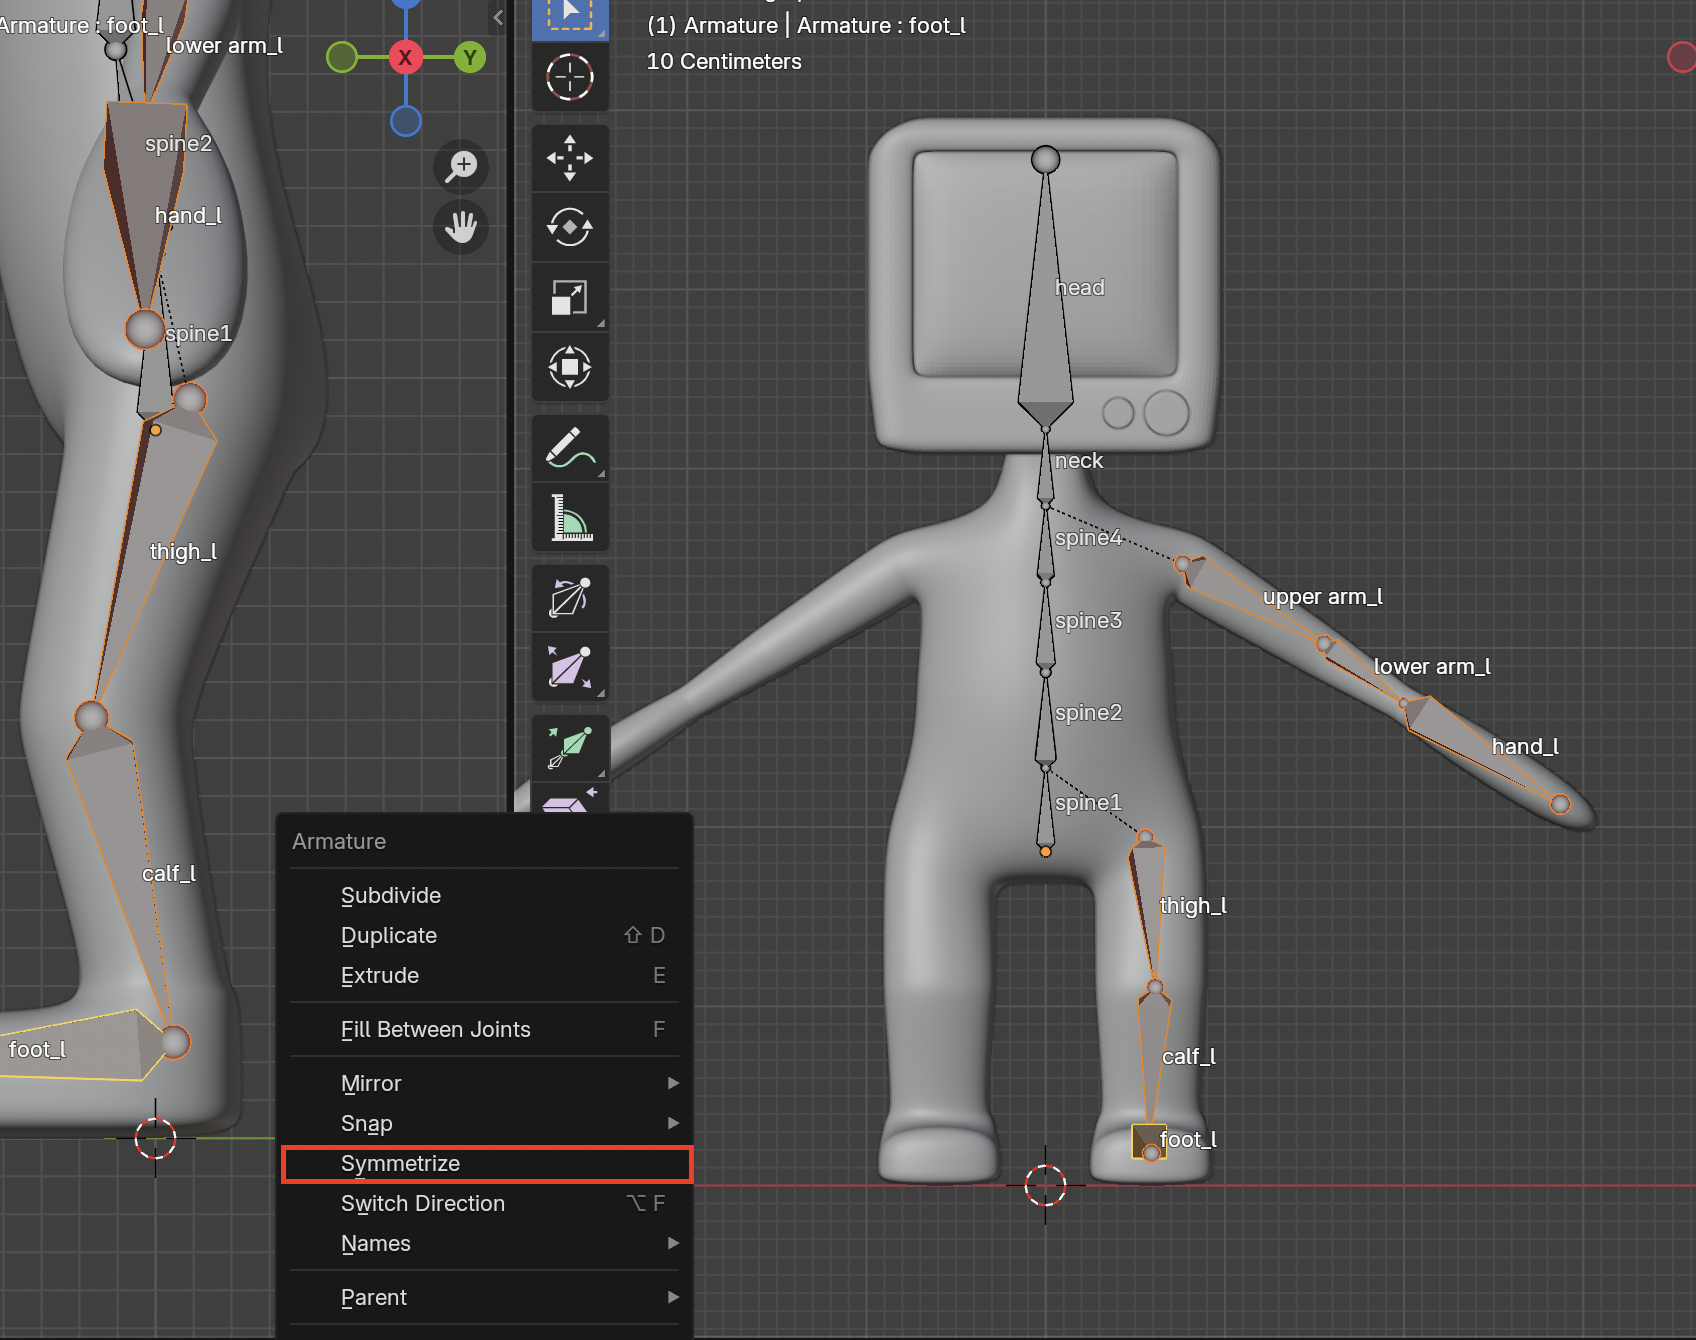 Armature : foot_l
lower arm_l
spine2
hand_l
spine1
thigh_l
calf_l
foot_l
X
Y
(1) Armature | Armature : foot_l
10 Centimeters
head
neck
spine4
upper arm_l
spine3
lower arm_l
spine2
hand_l
spine1
thigh_l
calf_l
foot_l
Armature
Subdivide
Duplicate ⇧ D
Extrude E
Fill Between Joints F
Mirror
Snap
Symmetrize
Switch Direction ⌥ F
Names
Parent